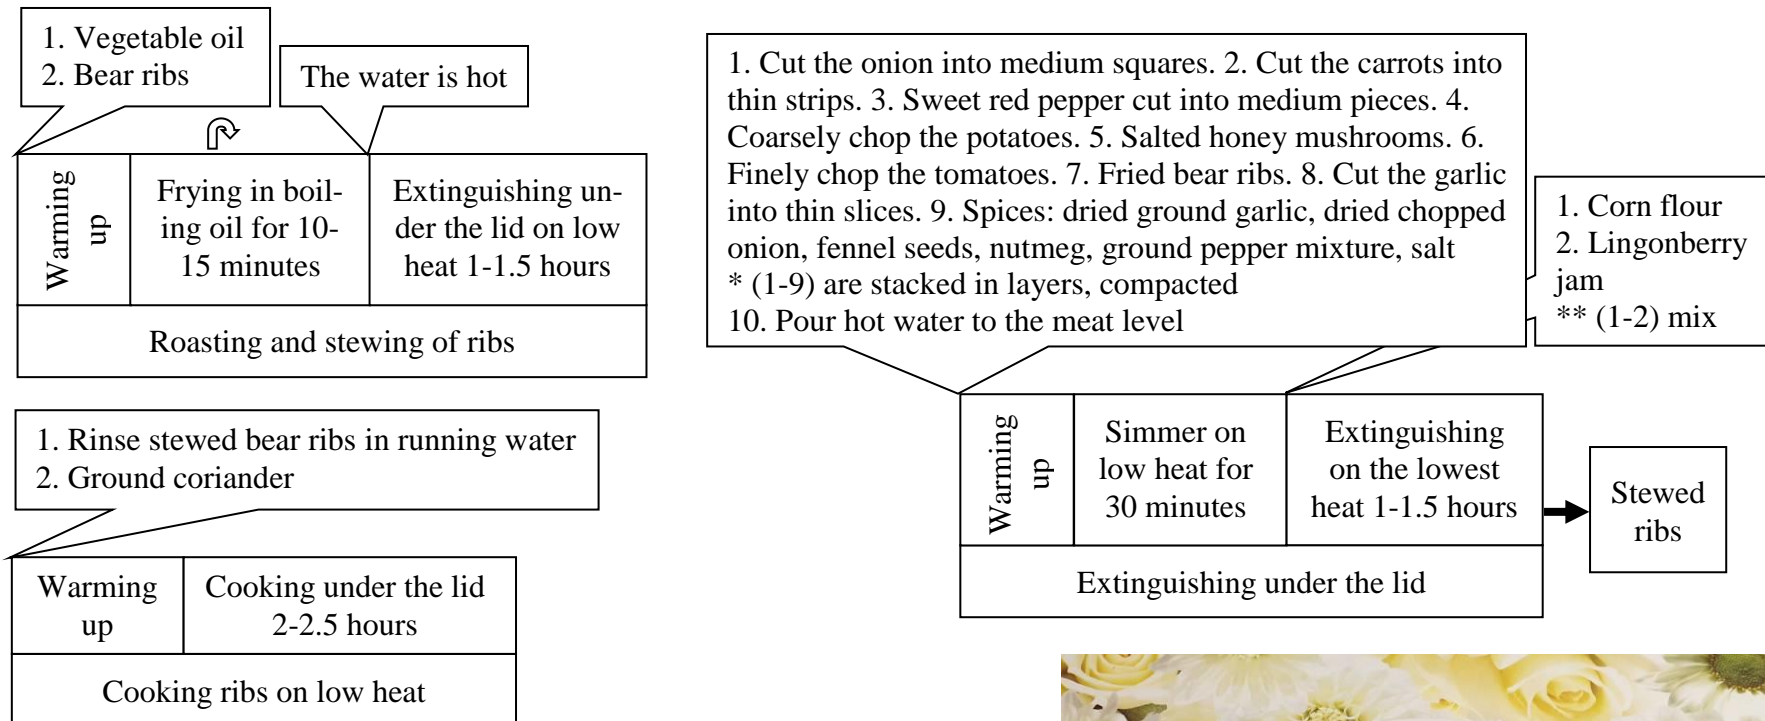 1. Vegetable oil
2. Bear ribs
The water is hot
Warming
up
Frying in boil-
ing oil for 10-
15 minutes
Extinguishing un-
der the lid on low
heat 1-1.5 hours
Roasting and stewing of ribs
1. Rinse stewed bear ribs in running water
2. Ground coriander
Warming
up
Cooking under the lid
2-2.5 hours
Cooking ribs on low heat
1. Cut the onion into medium squares. 2. Cut the carrots into
thin strips. 3. Sweet red pepper cut into medium pieces. 4.
Coarsely chop the potatoes. 5. Salted honey mushrooms. 6.
Finely chop the tomatoes. 7. Fried bear ribs. 8. Cut the garlic
into thin slices. 9. Spices: dried ground garlic, dried chopped
onion, fennel seeds, nutmeg, ground pepper mixture, salt
* (1-9) are stacked in layers, compacted
10. Pour hot water to the meat level
1. Corn flour
2. Lingonberry
jam
** (1-2) mix
Warming
up
Simmer on
low heat for
30 minutes
Extinguishing
on the lowest
heat 1-1.5 hours
Extinguishing under the lid
Stewed
ribs